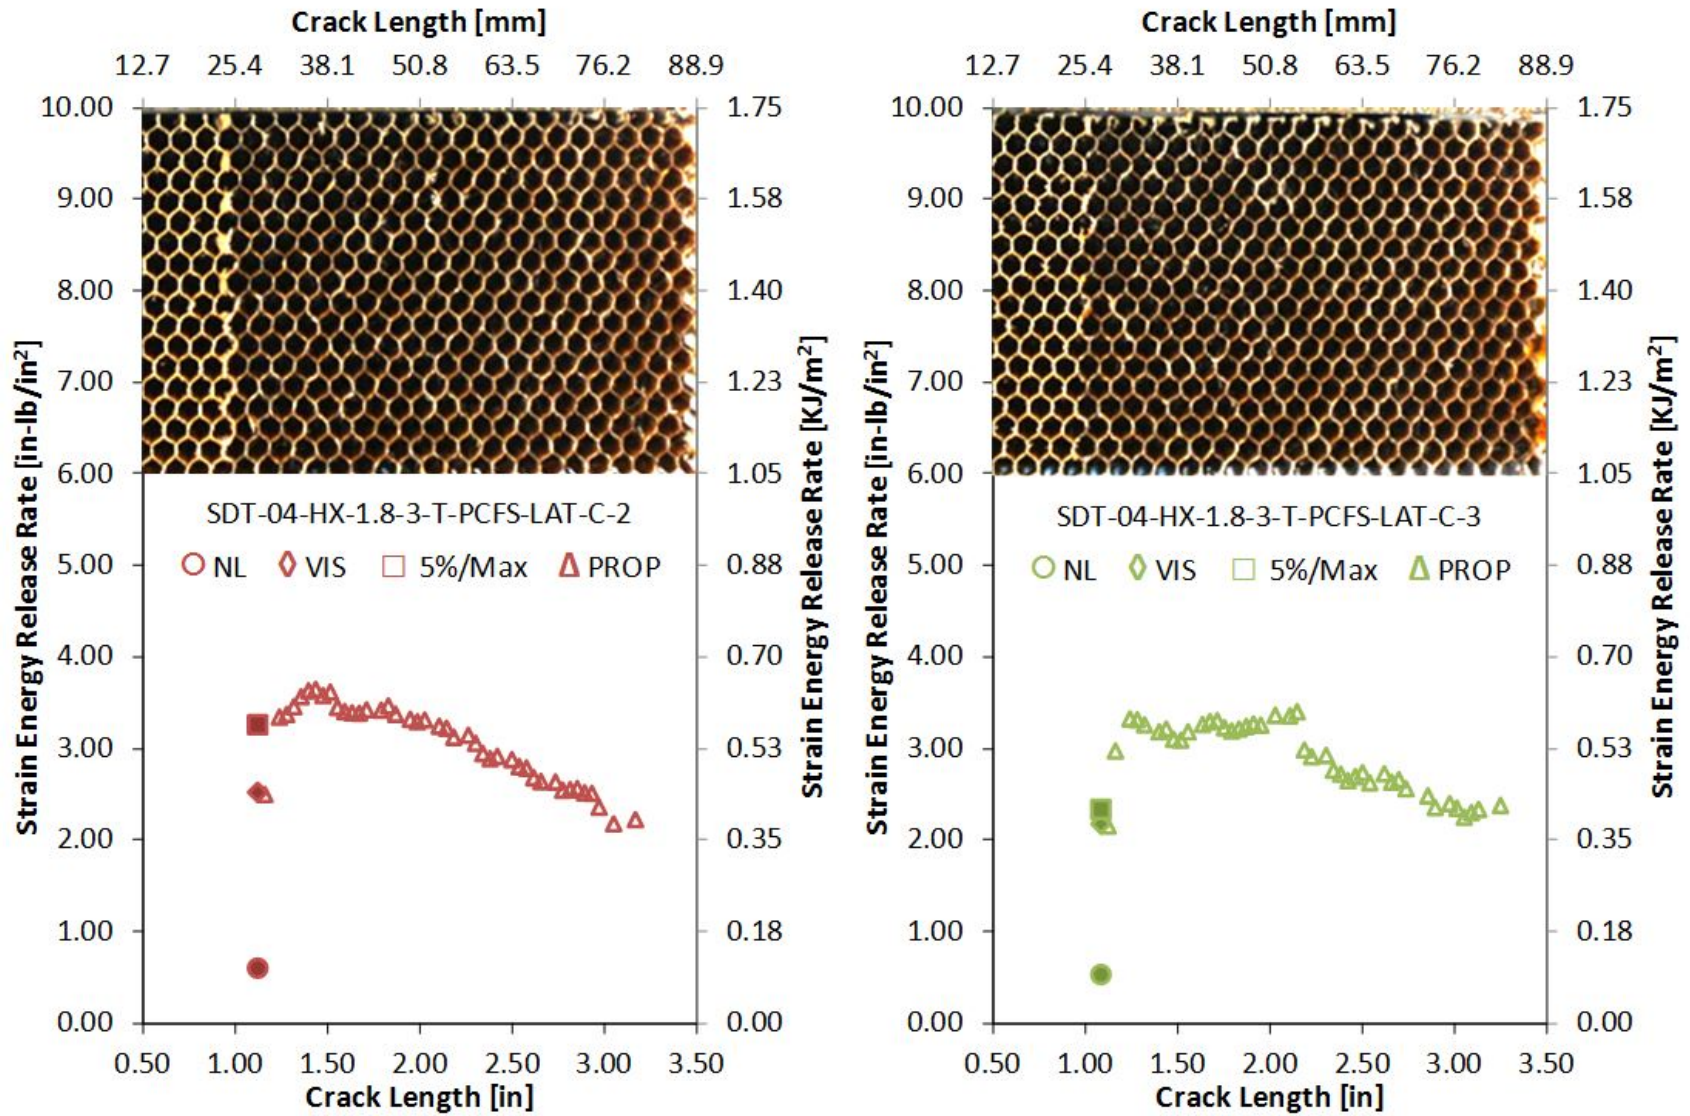 Crack Length [mm]
12.7 25.4 38.1 50.8 63.5 76.2 88.9
10.00 1.75
9.00 1.58
8.00 1.40
7.00 1.23
6.00 1.05
5.00 0.88
4.00 0.70
3.00 0.53
2.00 0.35
1.00 0.18
0.00 0.00
Strain Energy Release Rate [in-lb/in²]
Strain Energy Release Rate [KJ/m²]
SDT-04-HX-1.8-3-T-PCFS-LAT-C-2
NL VIS 5%/Max PROP
0.50 1.00 1.50 2.00 2.50 3.00 3.50
Crack Length [in]
Crack Length [mm]
12.7 25.4 38.1 50.8 63.5 76.2 88.9
10.00 1.75
9.00 1.58
8.00 1.40
7.00 1.23
6.00 1.05
5.00 0.88
4.00 0.70
3.00 0.53
2.00 0.35
1.00 0.18
0.00 0.00
Strain Energy Release Rate [in-lb/in²]
Strain Energy Release Rate [KJ/m²]
SDT-04-HX-1.8-3-T-PCFS-LAT-C-3
NL VIS 5%/Max PROP
0.50 1.00 1.50 2.00 2.50 3.00 3.50
Crack Length [in]